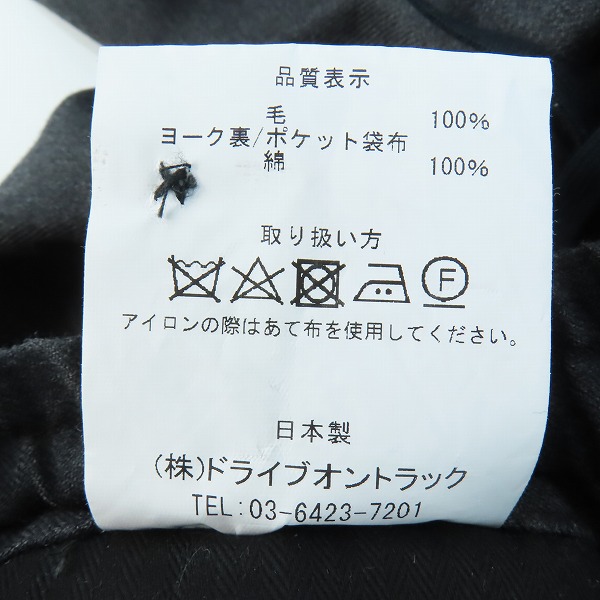 品質表示
毛 100%
ヨーク裏/ポケット袋布
綿 100%
取り扱い方
F
アイロンの際はあて布を使用してください。
日本製
(株)ドライブオントラック
TEL:03-6423-7201